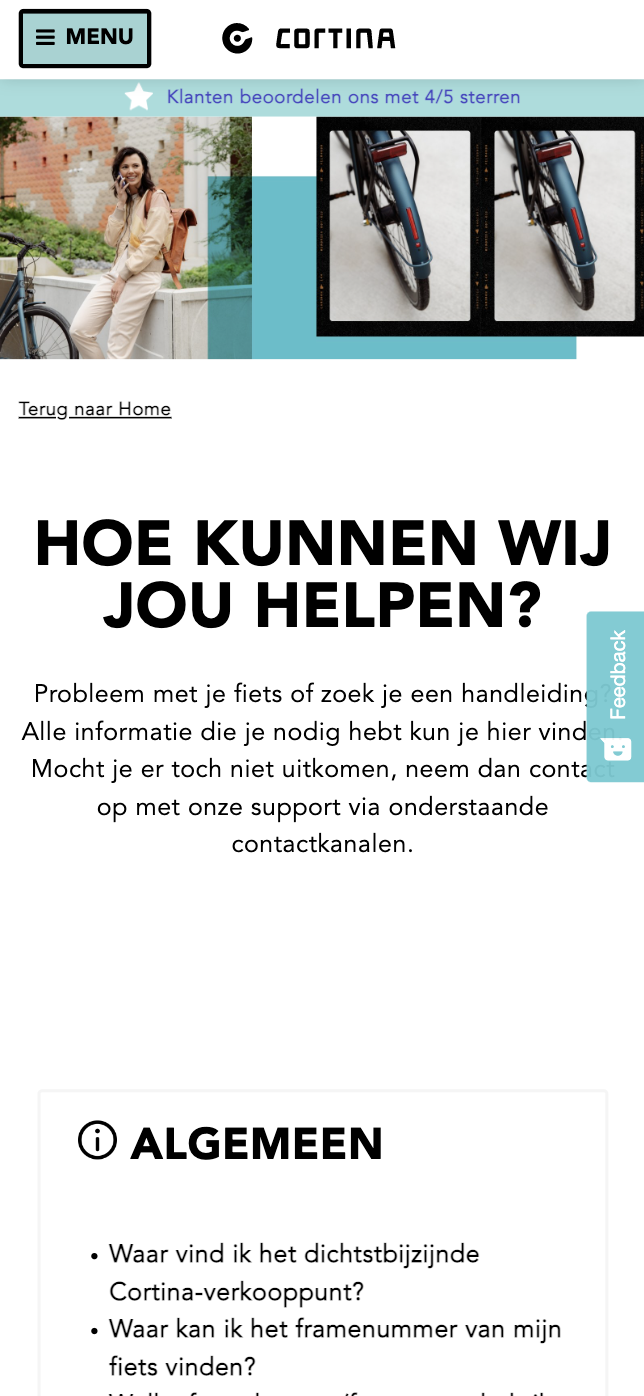 MENU
CORTINA
Klanten beoordelen ons met 4/5 sterren
Terug naar Home
HOE KUNNEN WIJ
JOU HELPEN?
Probleem met je fiets of zoek je een handleiding?
Alle informatie die je nodig hebt kun je hier vinden.
Mocht je er toch niet uitkomen, neem dan contact
op met onze support via onderstaande
contactkanalen.
Feedback
ALGEMEEN
• Waar vind ik het dichtstbijzijnde
Cortina-verkooppunt?
• Waar kan ik het framenummer van mijn
fiets vinden?